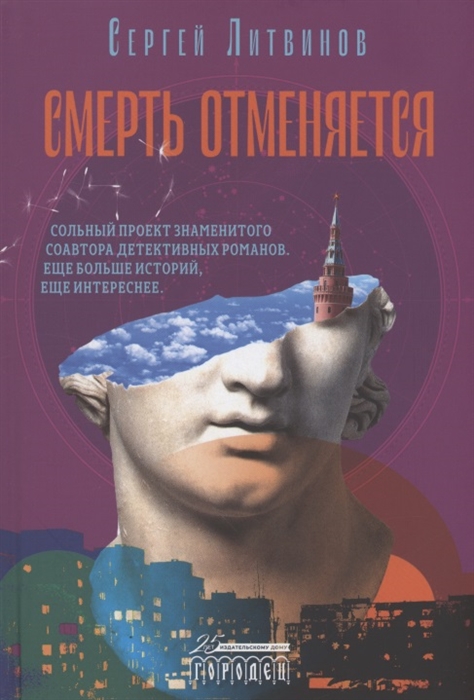 Сергей Литвинов
СМЕРТЬ ОТМЕНЯЕТСЯ
СОЛЬНЫЙ ПРОЕКТ ЗНАМЕНИТОГО
СОАВТОРА ДЕТЕКТИВНЫХ РОМАНОВ.
ЕЩЕ БОЛЬШЕ ИСТОРИЙ,
ЕЩЕ ИНТЕРЕСНЕЕ.
25 ИЗДАТЕЛЬСКОМУ ДОМУ
ГОРОДЕЦ